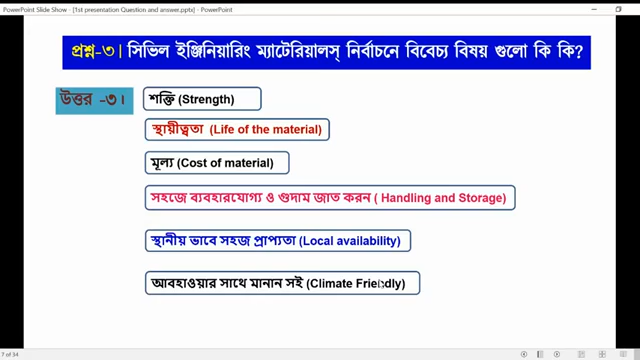 PowerPoint Slide Show - [1st presentation Question and answer.pptx] - PowerPoint
প্রশ্ন-৩| সিভিল ইঞ্জিনিয়ারিং ম্যাটেরিয়ালস্ নির্বাচনে বিবেচ্য বিষয় গুলো কি কি?
উত্তর -৩।
শক্তি (Strength)
স্থায়ীত্বতা (Life of the material)
মূল্য (Cost of material)
সহজে ব্যবহারযোগ্য ও গুদাম জাত করন ( Handling and Storage)
স্থানীয় ভাবে সহজ প্রাপ্যতা (Local availability)
আবহাওয়ার সাথে মানান সই (Climate Friendly)
7 of 34